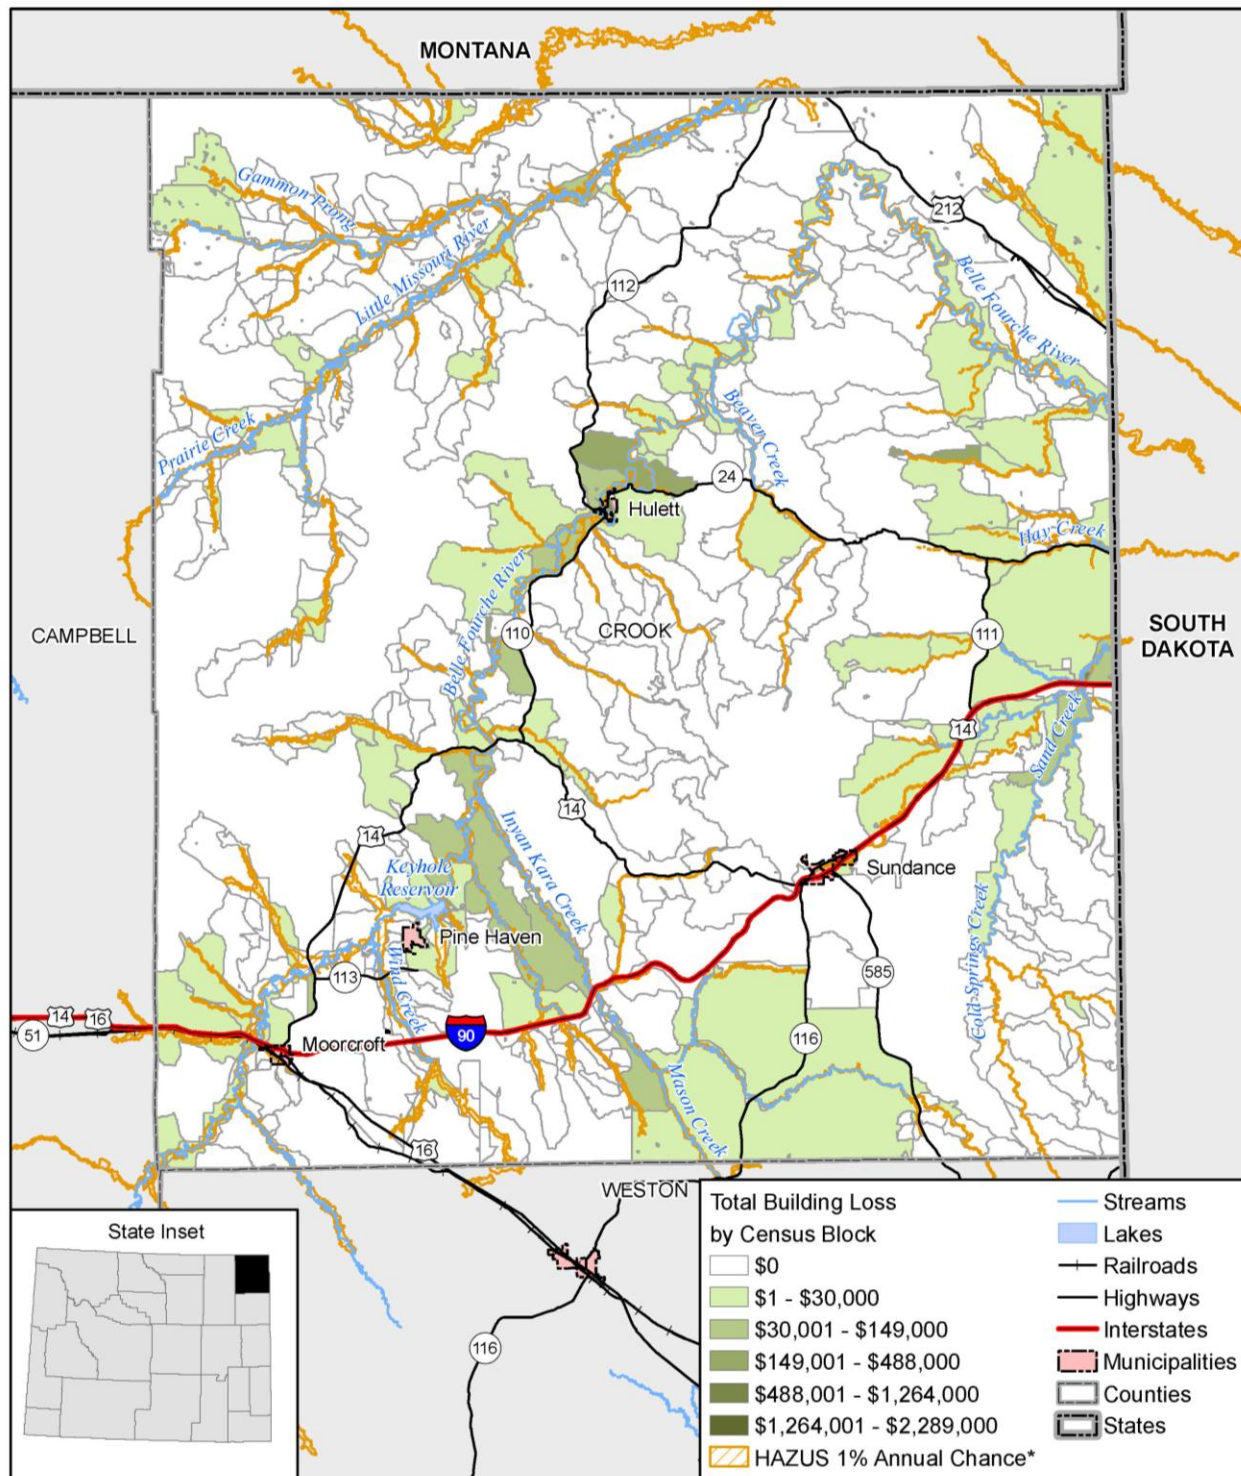 MONTANA
Gammon Prong
212
Little Missouri River
Belle Fourche River
112
Prairie Creek
Beaver Creek
24
Hulett
Hay Creek
Belle Fourche River
CAMPBELL
110
CROOK
111
SOUTH
DAKOTA
14
Sand Creek
14
14
Inyan Kara Creek
Keyhole
Reservoir
Sundance
Pine Haven
Cold Springs Creek
113
Wind Creek
585
14
16
51
90
Moorcroft
116
Mason Creek
16
WESTON
116
State Inset
Total Building Loss
by Census Block
$0
$1 - $30,000
$30,001 - $149,000
$149,001 - $488,000
$488,001 - $1,264,000
$1,264,001 - $2,289,000
HAZUS 1% Annual Chance*
Streams
Lakes
Railroads
Highways
Interstates
Municipalities
Counties
States